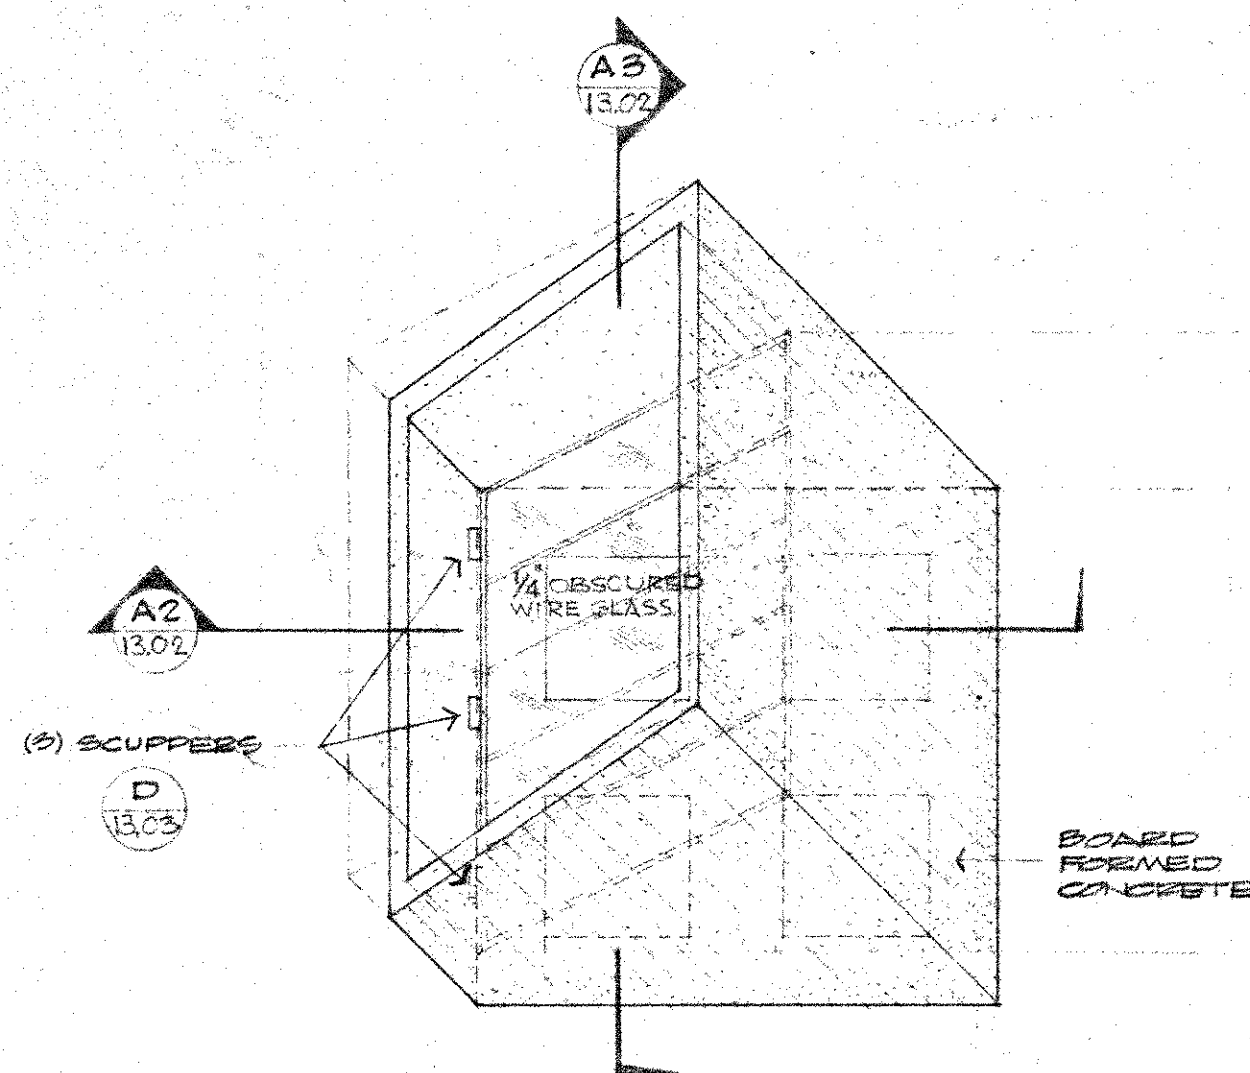 A3
13.02
1/4" OBSCURED
WIRE GLASS
A2
13.02
(3) SCUPPERS
D
13.03
BOARD
FORMED
CONCRETE